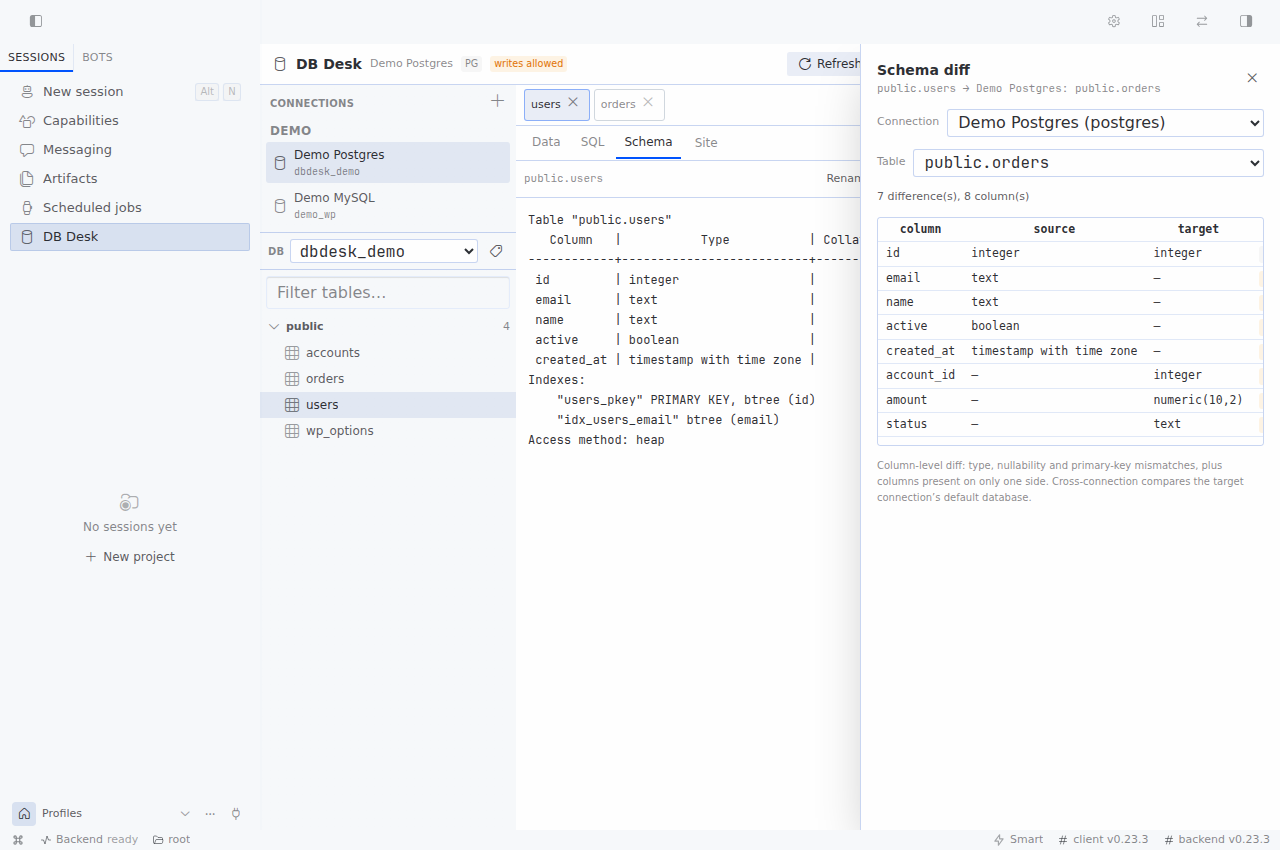 SESSIONS
BOTS
New session
Alt
N
Capabilities
Messaging
Artifacts
Scheduled jobs
DB Desk
No sessions yet
New project
Profiles
DB Desk
Demo Postgres
PG
writes allowed
Refresh
CONNECTIONS
DEMO
Demo Postgres
dbdesk_demo
Demo MySQL
demo_wp
DB
dbdesk_demo
Filter tables...
public
4
accounts
orders
users
wp_options
users
orders
Data
SQL
Schema
Site
public.users
Renam
Table "public.users"
Column | Type | Colla
------------+--------------------------+------
id | integer |
email | text |
name | text |
active | boolean |
created_at | timestamp with time zone |
Indexes:
"users_pkey" PRIMARY KEY, btree (id)
"idx_users_email" btree (email)
Access method: heap
Schema diff
public.users → Demo Postgres: public.orders
Connection
Demo Postgres (postgres)
Table
public.orders
7 difference(s), 8 column(s)
column source target
id integer integer
email text —
name text —
active boolean —
created_at timestamp with time zone —
account_id — integer
amount — numeric(10,2)
status — text
Column-level diff: type, nullability and primary-key mismatches, plus
columns present on only one side. Cross-connection compares the target
connection's default database.
Backend ready
root
Smart
# client v0.23.3
# backend v0.23.3